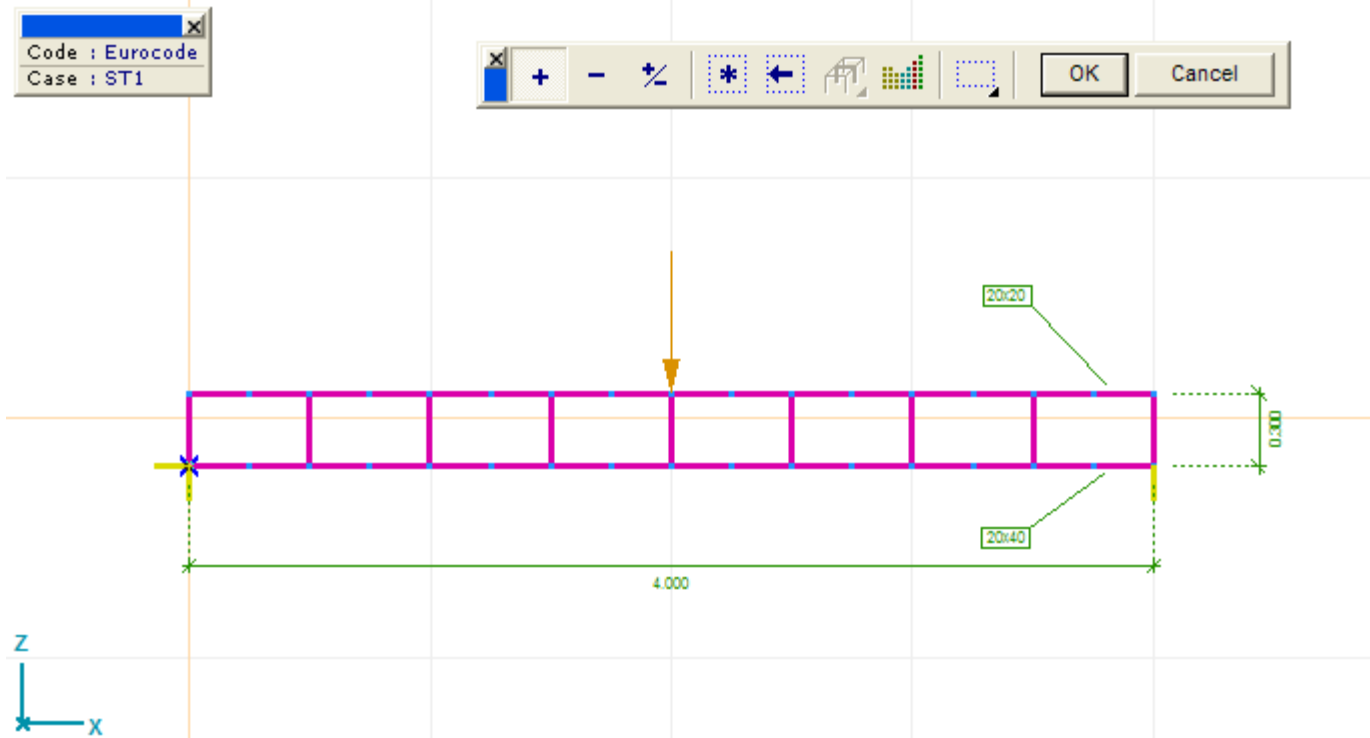 Code : Eurocode
Case : ST1
OK
Cancel
20x20
0.300
20x40
4.000
Z
X